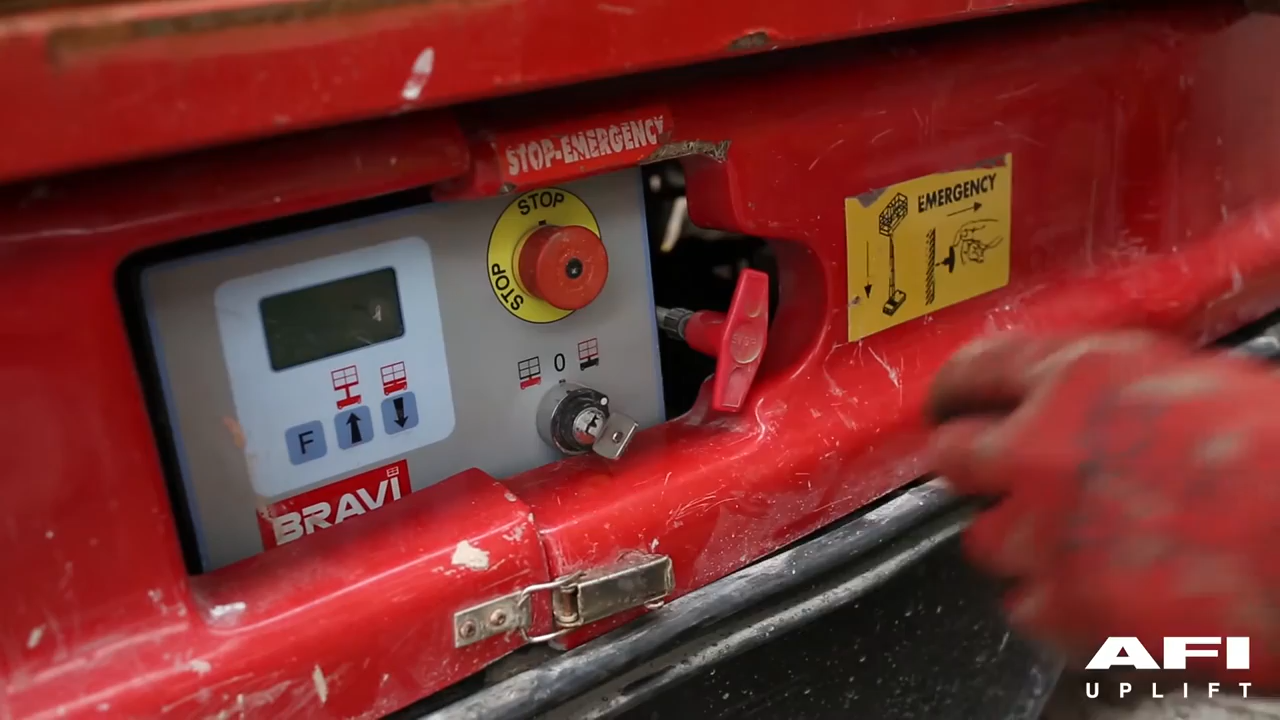 STOP-EMERGENCY
STOP
STOP
EMERGENCY
0
F
BRAVI
AFI
UPLIFT